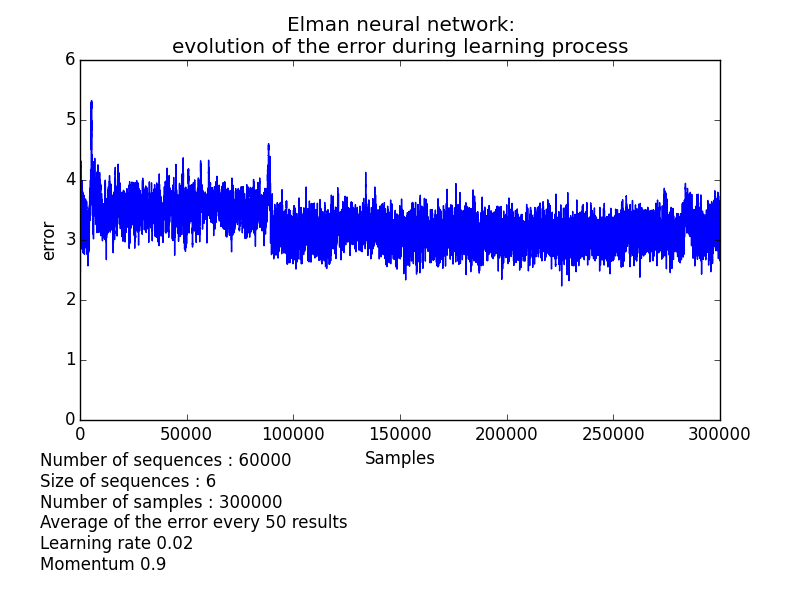 Elman neural network:
evolution of the error during learning process
6
5
4
3
2
1
0
error
0 50000 100000 150000 200000 250000 300000
Samples
Number of sequences : 60000
Size of sequences : 6
Number of samples : 300000
Average of the error every 50 results
Learning rate 0.02
Momentum 0.9